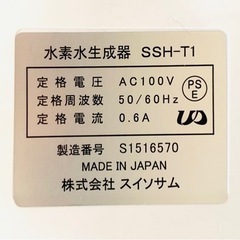 水素水生成器 SSH-T1
定格電圧 AC100V
定格周波数 50/60Hz
定格電流 0.6A
PS
E
製造番号 S1516570
MADE IN JAPAN
株式会社 スイソサム